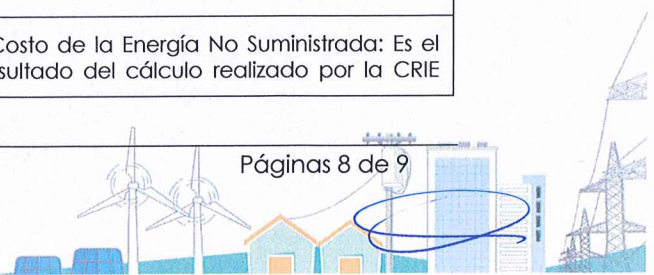 Costo de la Energía No Suministrada: Es el
sultado del cálculo realizado por la CRIE
Páginas 8 de 9